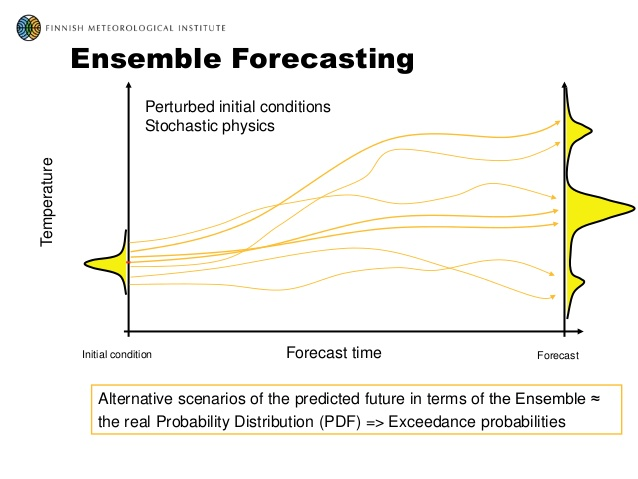 FINNISH METEOROLOGICAL INSTITUTE
Ensemble Forecasting
Perturbed initial conditions
Stochastic physics
Temperature
Initial condition
Forecast time
Forecast
Alternative scenarios of the predicted future in terms of the Ensemble ≈
the real Probability Distribution (PDF) => Exceedance probabilities